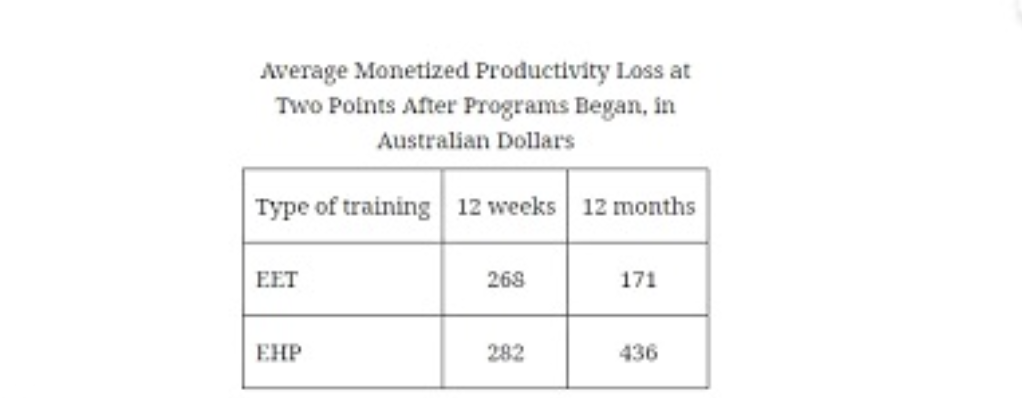 Average Monetized Productivity Loss at
Two Points After Programs Began, in
Australian Dollars
Type of training 12 weeks 12 months
EET 268 171
EHP 282 436